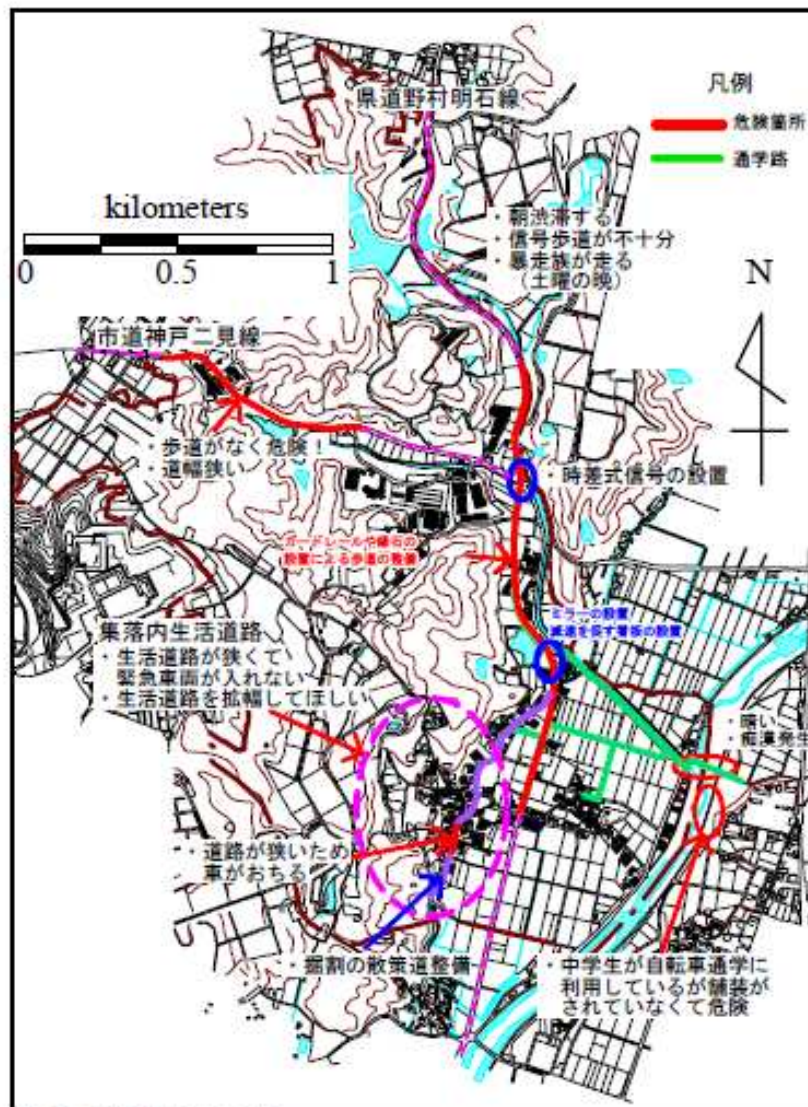 県道野村明石線
凡例
危険箇所
通学路
kilometers
0 0.5 1
・朝渋滞する
・信号歩道が不十分
・暴走族が走る
(土曜の晩)
N
市道神戸二見線
・歩道がなく危険!
・道幅狭い
・時差式信号の設置
ガードレールや縁石の
設置による歩道の整備
ミラーの設置
減速を促す看板の設置
集落内生活道路
・生活道路が狭くて、
緊急車両が入れない
・生活道路を拡幅してほしい
・暗い
・痴漢発生
・道路が狭いため
車がおちる
・掘割の散策道整備
・中学生が自転車通学に
利用しているが舗装が
されていなくて危険